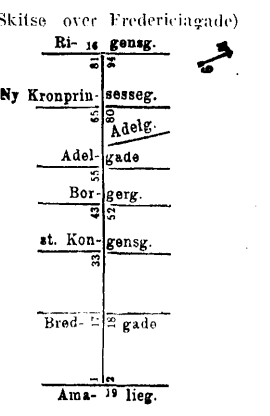 Skitse over Fredericiagade)
Ri- 16 gensg.
81 94
Ny Kronprin- sesseg.
65 80
Adelg.
Adel- gade
55
Bor- gerg.
43 52
st. Kon- gensg.
33
Bred- 17 18 gade
1 2
Ama- 19 lieg.